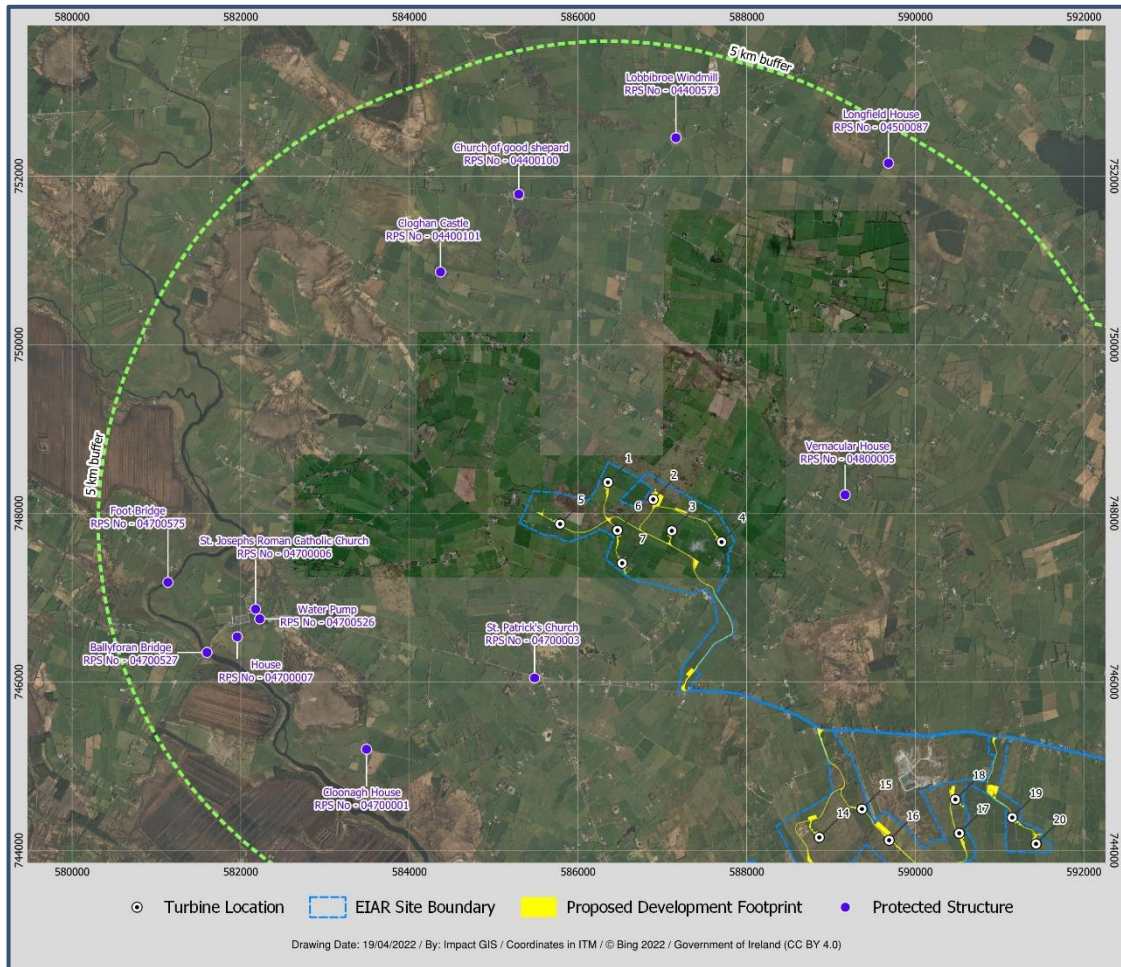 580000
582000
584000
586000
588000
590000
592000
5 km buffer
Lobbibroe Windmill
RPS No - 04400573
Longfield House
RPS No - 04500087
Church of good shepard
RPS No - 04400100
752000
752000
Cloghan Castle
RPS No - 04400101
750000
750000
5 km buffer
Vernacular House
RPS No - 04800005
1
2
5
6
3
4
7
748000
748000
Foot Bridge
RPS No - 04700575
St. Josephs Roman Catholic Church
RPS No - 04700006
Water Pump
RPS No - 04700526
St. Patrick's Church
RPS No - 04700003
Ballyforan Bridge
RPS No - 04700527
House
RPS No - 04700007
746000
746000
Cloonagh House
RPS No - 04700001
18
15
19
14
16
17
20
744000
744000
580000
582000
584000
586000
588000
590000
592000
Turbine Location
EIAR Site Boundary
Proposed Development Footprint
Protected Structure
Drawing Date: 19/04/2022 / By: Impact GIS / Coordinates in ITM / © Bing 2022 / Government of Ireland (CC BY 4.0)